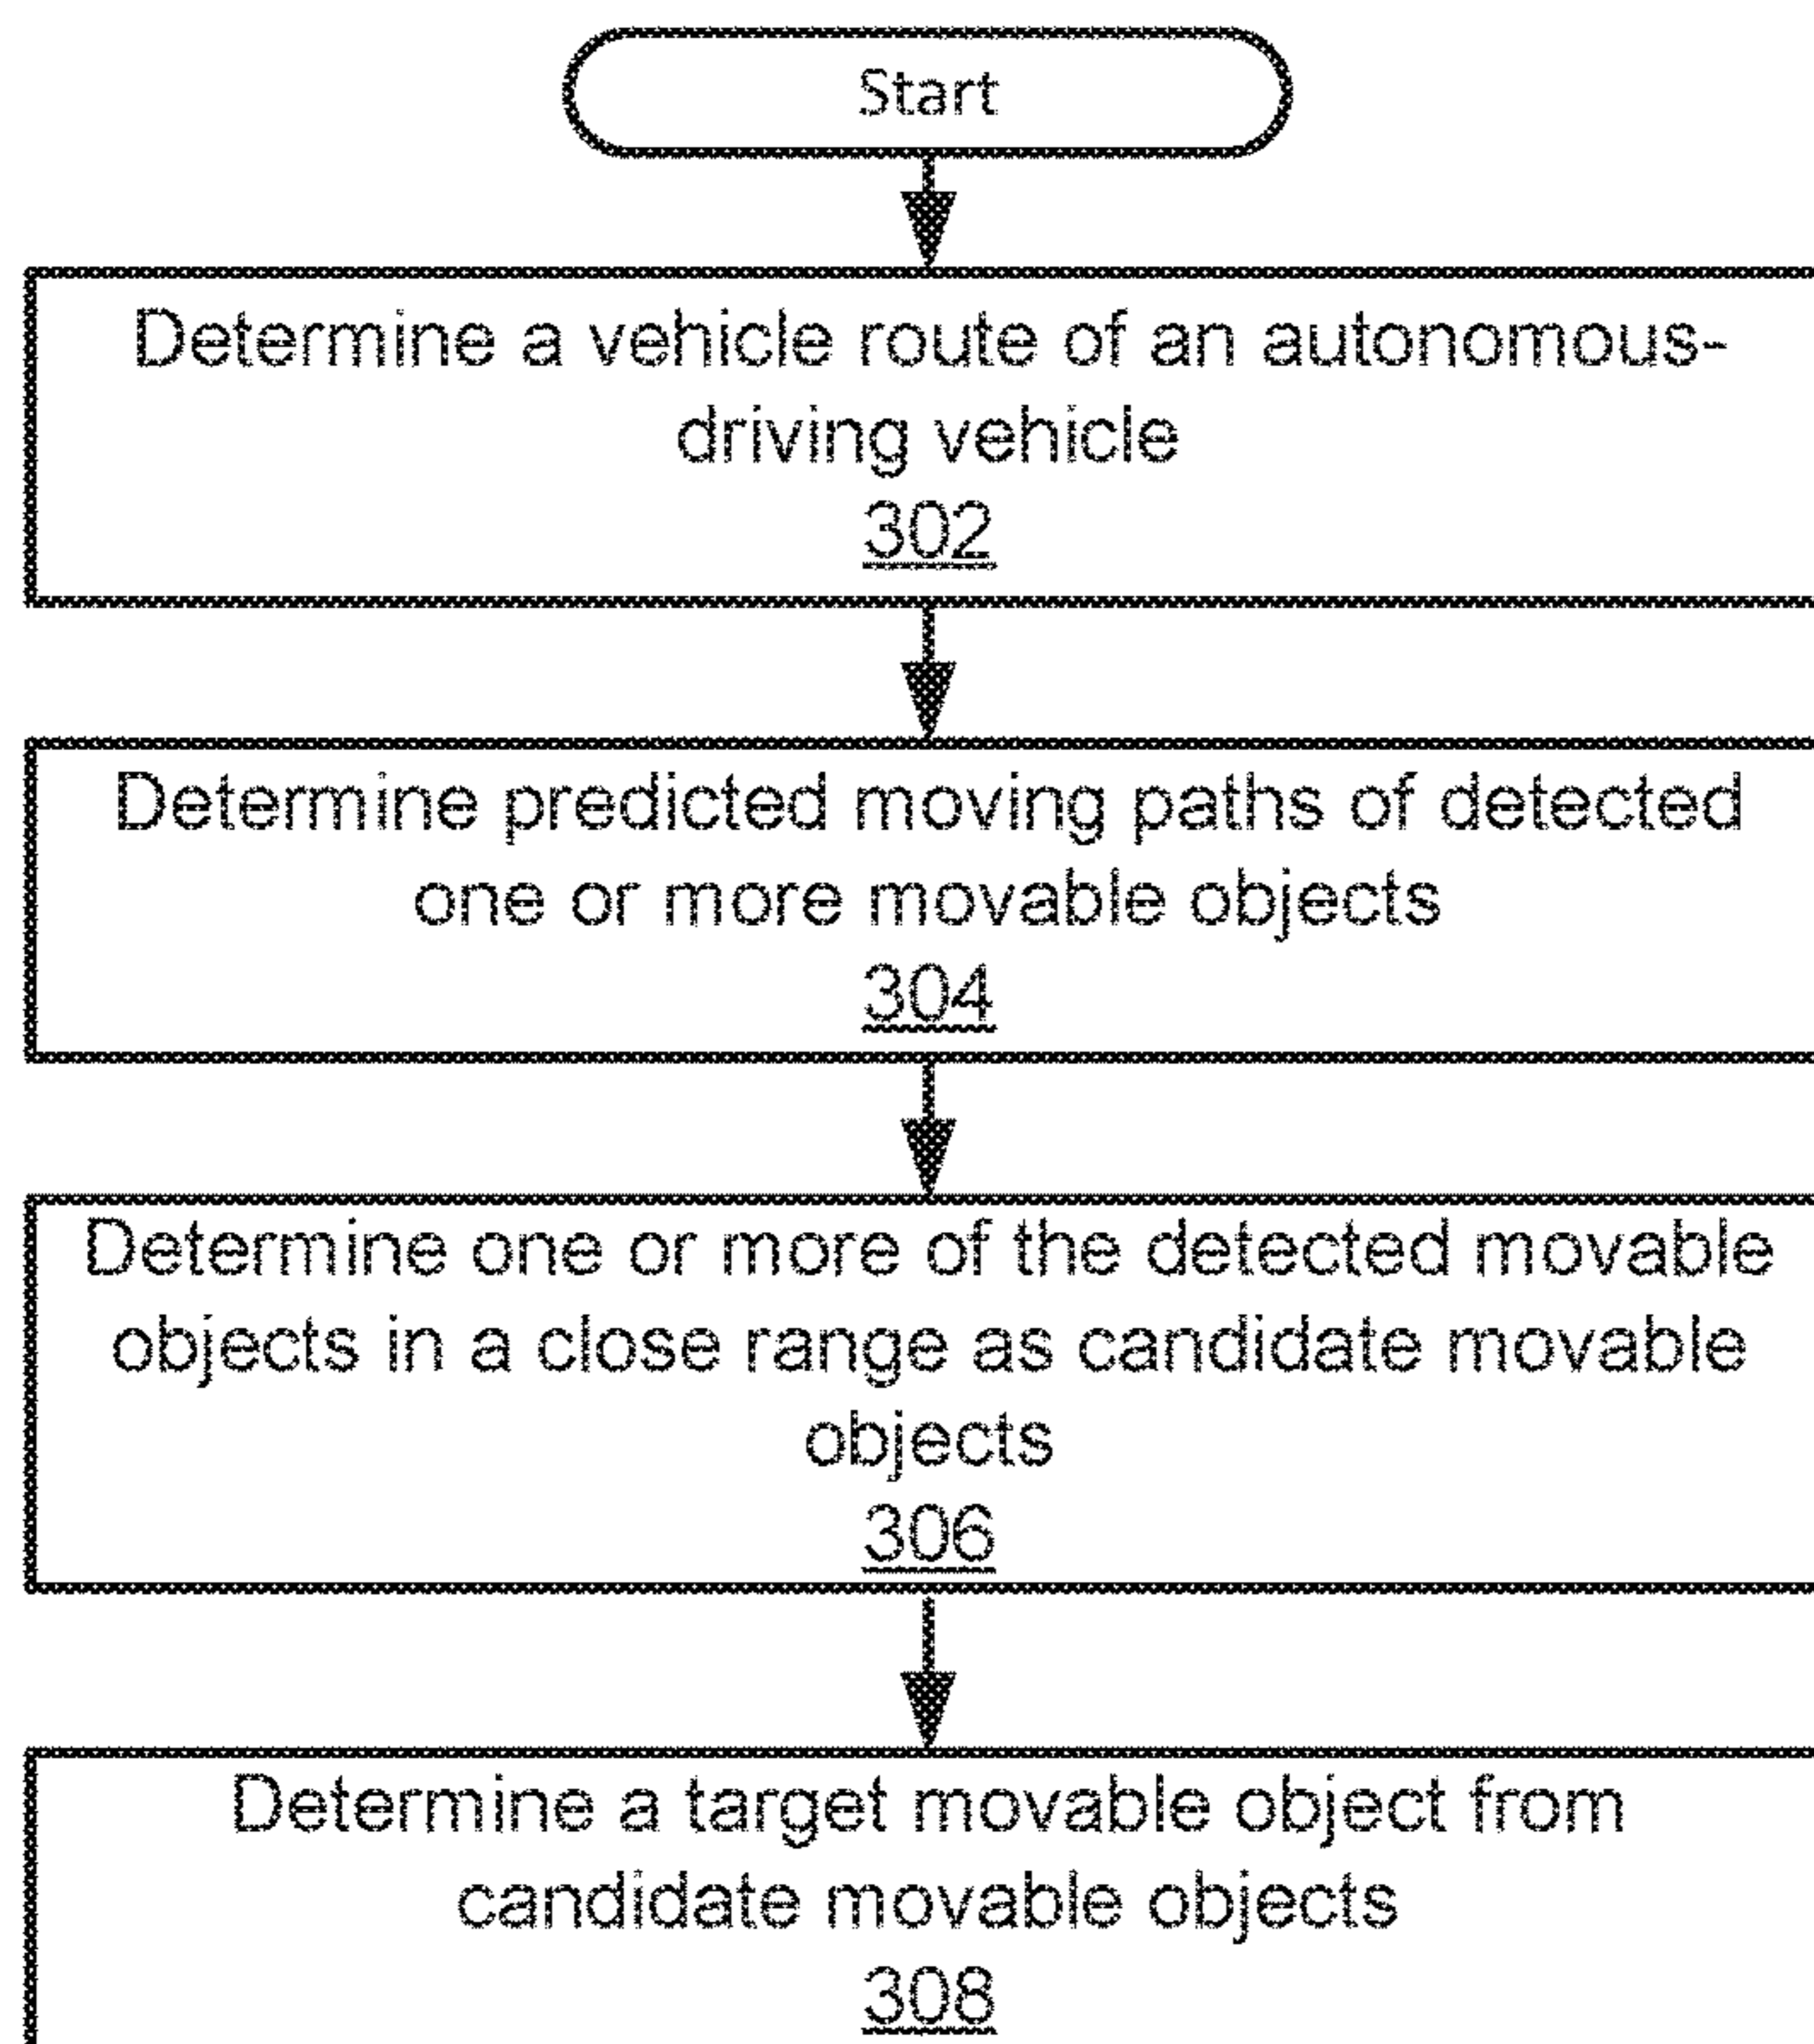 Start
Determine a vehicle route of an autonomous-
driving vehicle
302
Determine predicted moving paths of detected
one or more movable objects
304
Determine one or more of the detected movable
objects in a close range as candidate movable
objects
306
Determine a target movable object from
candidate movable objects
308